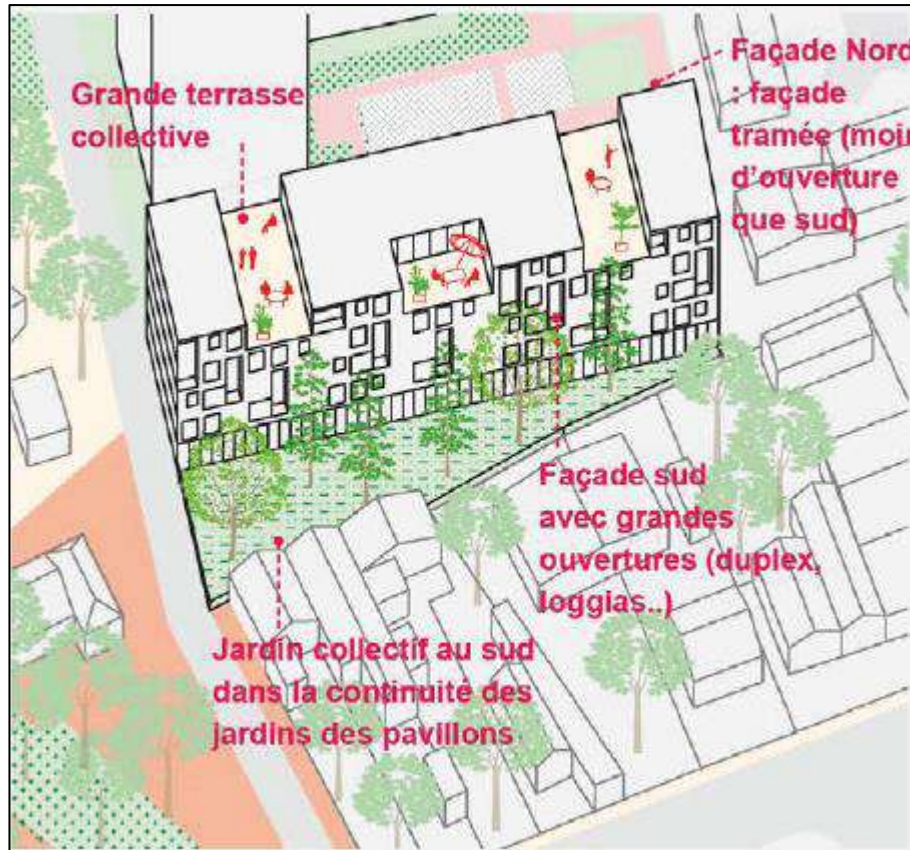 Grande terrasse
collective
Façade Nord
: façade
tramée (moin
d'ouverture
que sud)
Façade sud
avec grandes
ouvertures (duplex,
loggias..)
Jardin collectif au sud
dans la continuité des
jardins des pavillons